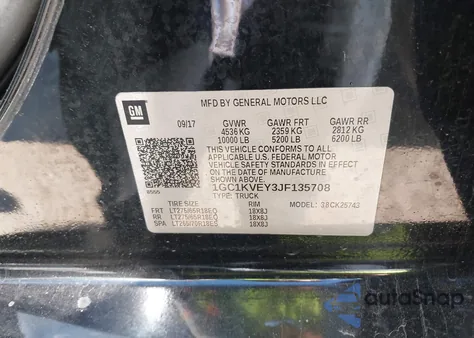 GM
MFD BY GENERAL MOTORS LLC
09/17 GVWR GAWR FRT GAWR RR
4536 KG 2359 KG 2812 KG
10000 LB 5200 LB 6200 LB
THIS VEHICLE CONFORMS TO ALL
APPLICABLE U.S. FEDERAL MOTOR
VEHICLE SAFETY STANDARDS IN
EFFECT ON THE DATE OF
MANUFACTURE SHOWN ABOVE.
1GC1KVEY3JF135708
TYPE: TRUCK
TIRE SIZE RIM
FRT 18X8J
RR 18X8J
SPA 18X8J
MODEL:
autoSnap